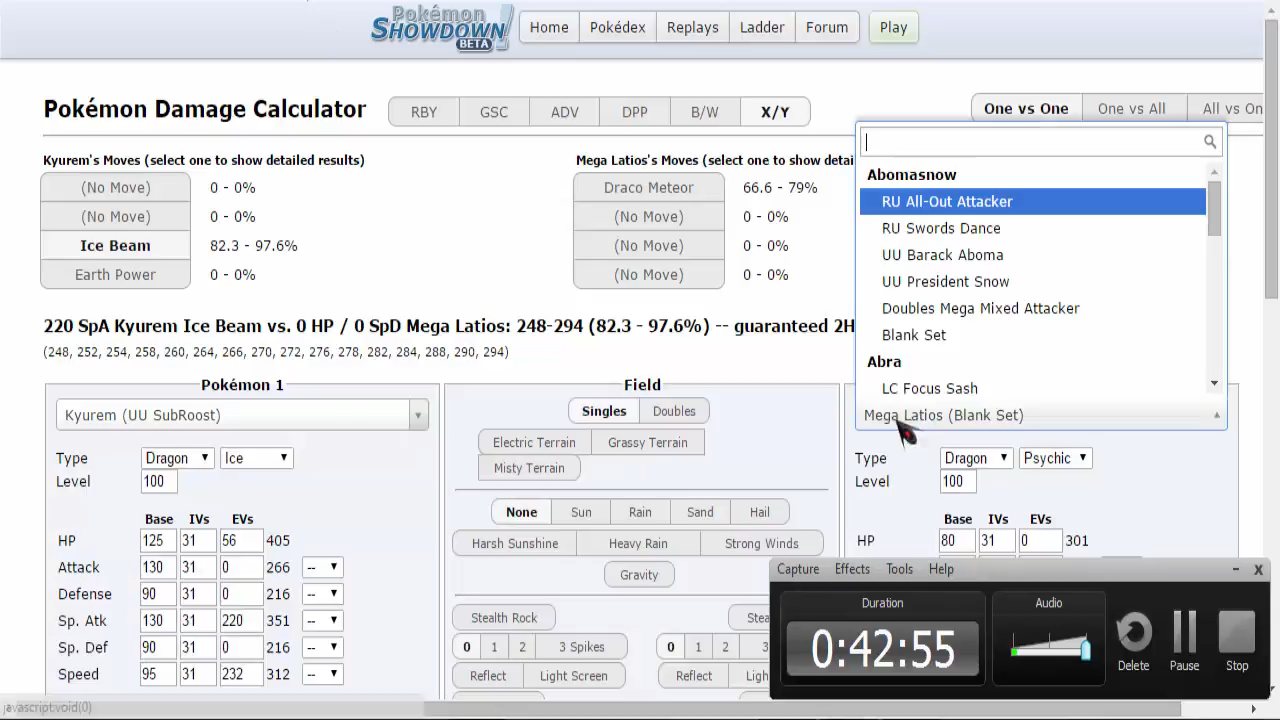 Pokémon
SHOWDOWN!
BETA
Home Pokédex Replays Ladder Forum Play
Pokémon Damage Calculator RBY GSC ADV DPP B/W X/Y One vs One One vs All All vs On
Kyurem's Moves (select one to show detailed results)
(No Move) 0 - 0%
(No Move) 0 - 0%
Ice Beam 82.3 - 97.6%
Earth Power 0 - 0%
Mega Latios's Moves (select one to show detai
Draco Meteor 66.6 - 79%
(No Move) 0 - 0%
(No Move) 0 - 0%
(No Move) 0 - 0%
Abomasnow
RU All-Out Attacker
RU Swords Dance
UU Barack Aboma
UU President Snow
Doubles Mega Mixed Attacker
Blank Set
Abra
LC Focus Sash
Mega Latios (Blank Set)
220 SpA Kyurem Ice Beam vs. 0 HP / 0 SpD Mega Latios: 248-294 (82.3 - 97.6%) -- guaranteed 2H
(248, 252, 254, 258, 260, 264, 266, 270, 272, 276, 278, 282, 284, 288, 290, 294)
Pokémon 1
Kyurem (UU SubRoost)
Type Dragon Ice
Level 100
Base IVs EVs
HP 125 31 56 405
Attack 130 31 0 266 --
Defense 90 31 0 216 --
Sp. Atk 130 31 220 351 --
Sp. Def 90 31 0 216 --
Speed 95 31 232 312 --
Field
Singles Doubles
Electric Terrain Grassy Terrain
Misty Terrain
None Sun Rain Sand Hail
Harsh Sunshine Heavy Rain Strong Winds
Gravity
Stealth Rock Stea
0 1 2 3 Spikes 0 1 2 3
Reflect Light Screen Reflect Ligh
Type Dragon Psychic
Level 100
Base IVs EVs
HP 80 31 0 301
Capture Effects Tools Help
Duration
0:42:55
Audio
Delete Pause Stop
javascript:void(0)